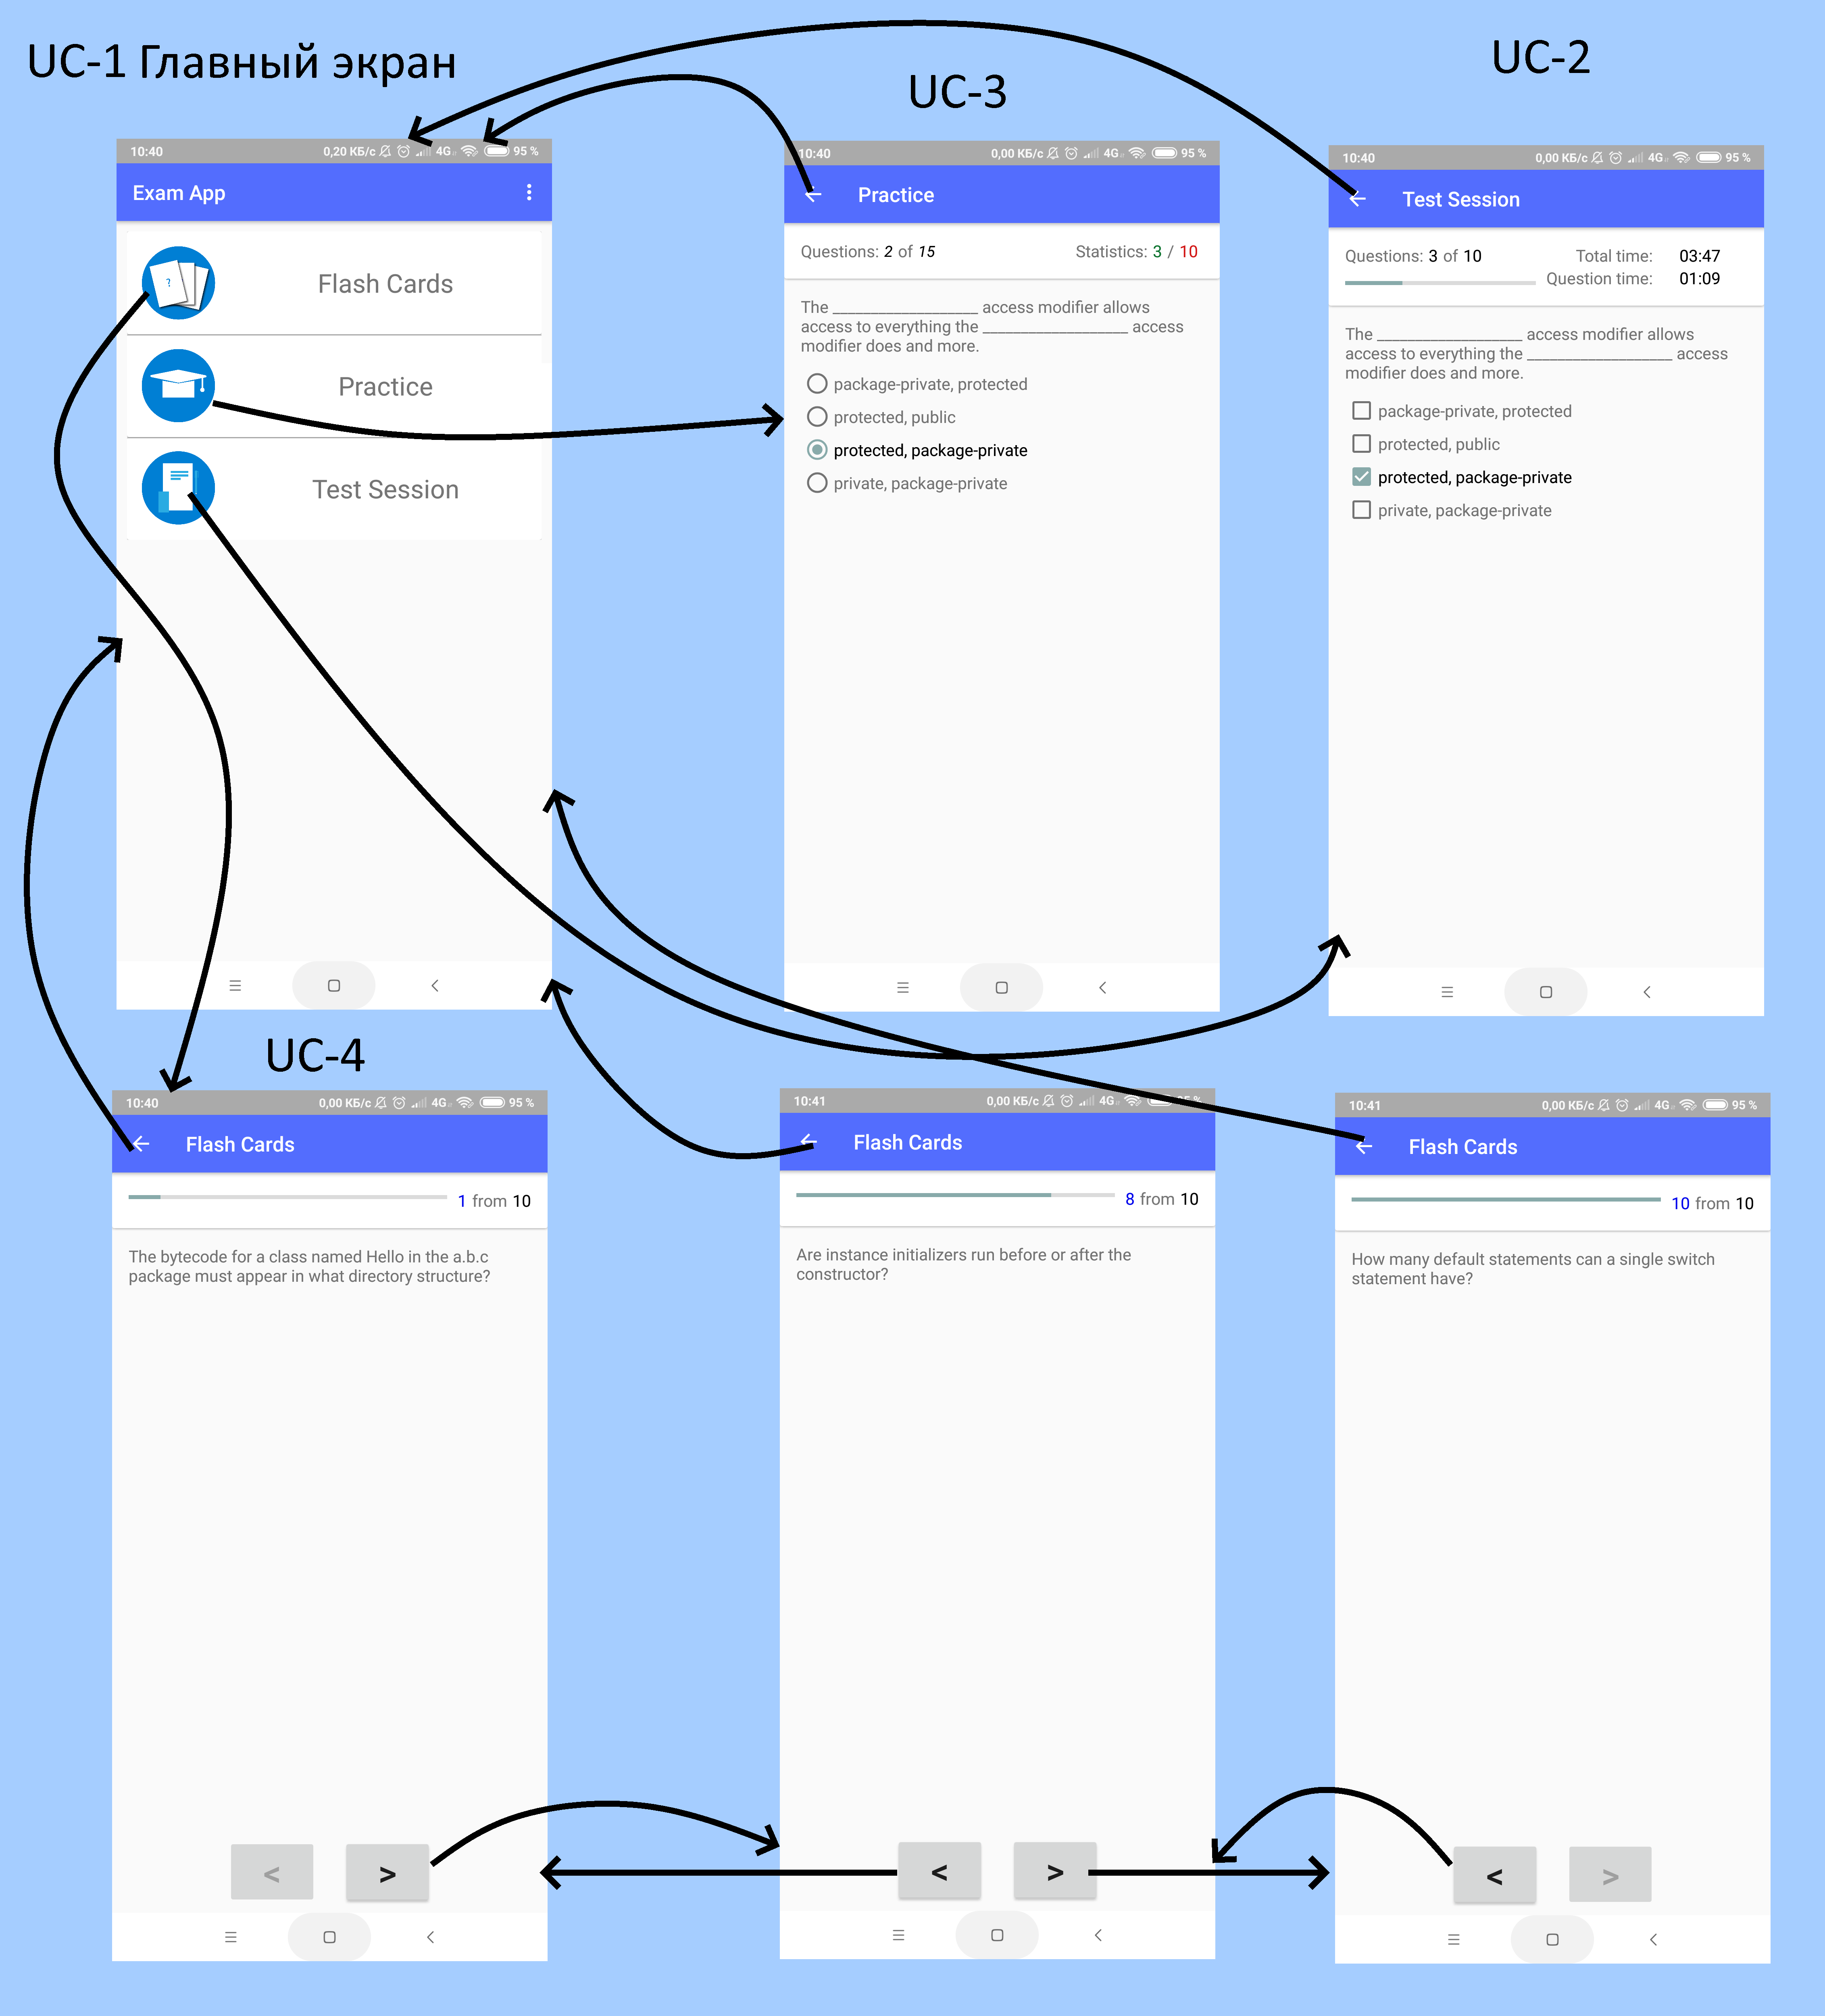 UC-1 Главный экран
UC-3
UC-2
10:40
0,20 КБ/с
4G
95 %
Exam App
Flash Cards
?
Practice
Test Session
10:40
0,00 КБ/с
4G
95 %
Practice
Questions: 2 of 15
Statistics: 3 / 10
The __________________ access modifier allows
access to everything the __________________ access
modifier does and more.
package-private, protected
protected, public
protected, package-private
private, package-private
10:40
0,00 КБ/с
4G
95 %
Test Session
Questions: 3 of 10
Total time: 03:47
Question time: 01:09
The __________________ access modifier allows
access to everything the __________________ access
modifier does and more.
package-private, protected
protected, public
protected, package-private
private, package-private
UC-4
10:40
0,00 КБ/с
4G
95 %
Flash Cards
1 from 10
The bytecode for a class named Hello in the a.b.c
package must appear in what directory structure?
<
>
10:41
0,00 КБ/с
4G
95 %
Flash Cards
8 from 10
Are instance initializers run before or after the
constructor?
<
>
10:41
0,00 КБ/с
4G
95 %
Flash Cards
10 from 10
How many default statements can a single switch
statement have?
<
>